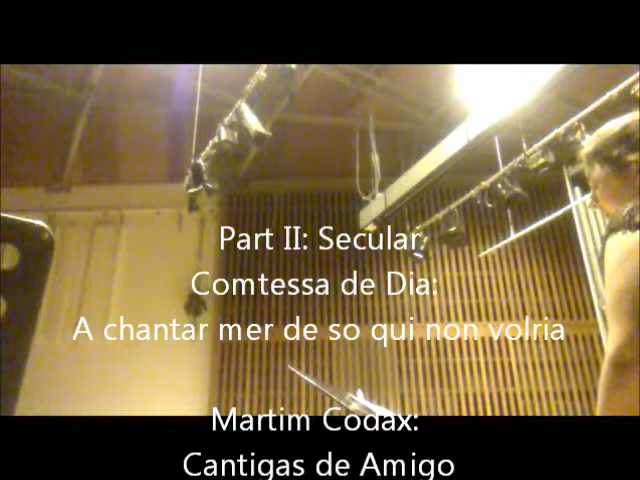 Part II: Secular
Comtessa de Dia:
A chantar mer de so qui non volria
Martim Codax:
Cantigas de Amigo